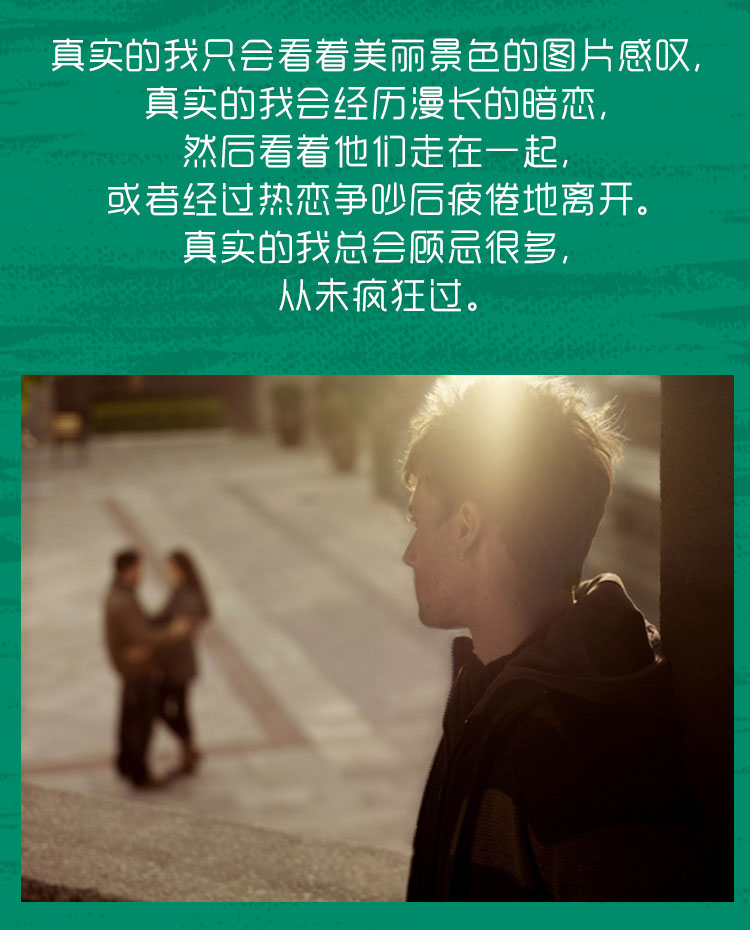 真实的我只会看着美丽景色的图片感叹,
真实的我会经历漫长的暗恋,
然后看着他们走在一起,
或者经过热恋争吵后疲倦地离开。
真实的我总会顾忌很多,
从未疯狂过。